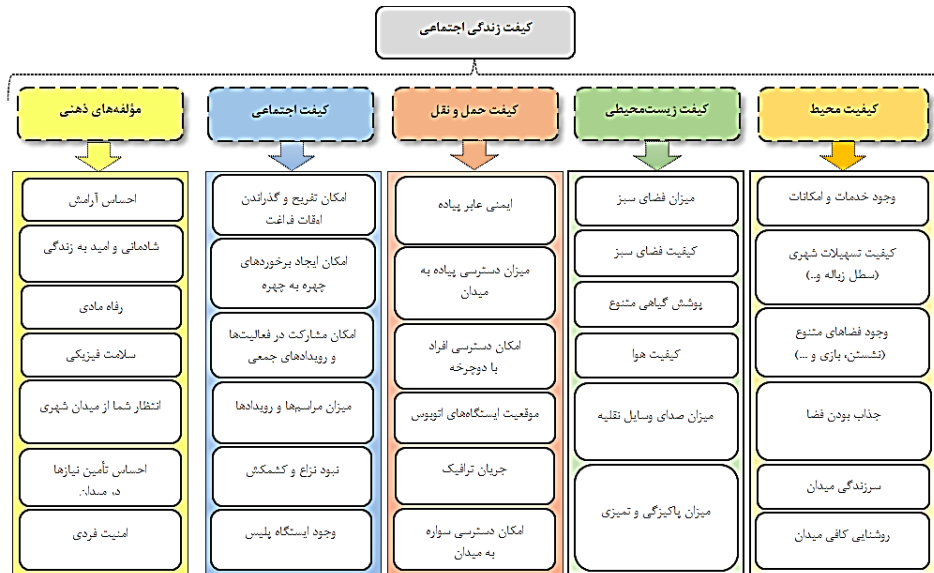 کیفت زندگی اجتماعی
کیفیت محیط
وجود خدمات و امکانات
کیفیت تسهیلات شهری
(سطل زباله و..)
وجود فضاهای متنوع
(نشستن، بازی و ...)
جذاب بودن فضا
سرزندگی میدان
روشنایی کافی میدان
کیفت زیست‌محیطی
میزان فضای سبز
کیفت فضای سبز
پوشش گیاهی متنوع
کیفت هوا
میزان صدای وسایل نقلیه
میزان پاکیزگی و تمیزی
کیفت حمل و نقل
ایمنی عابر پیاده
میزان دسترسی پیاده به
میدان
امکان دسترسی افراد
با دوچرخه
موقعیت ایستگاه‌های اتوبوس
جریان ترافیک
امکان دسترسی سواره
به میدان
کیفت اجتماعی
امکان تفریح و گذراندن
اوقات فراغت
امکان ایجاد برخوردهای
چهره به چهره
امکان مشارکت در فعالیت‌ها
و رویدادهای جمعی
میزان مراسم‌ها و رویدادها
نبود نزاع و کشمکش
وجود ایستگاه پلیس
مؤلفه‌های ذهنی
احساس آرامش
شادمانی و امید به زندگی
رفاه مادی
سلامت فیزیکی
انتظار شما از میدان شهری
احساس تأمین نیازها
در میدان
امنیت فردی